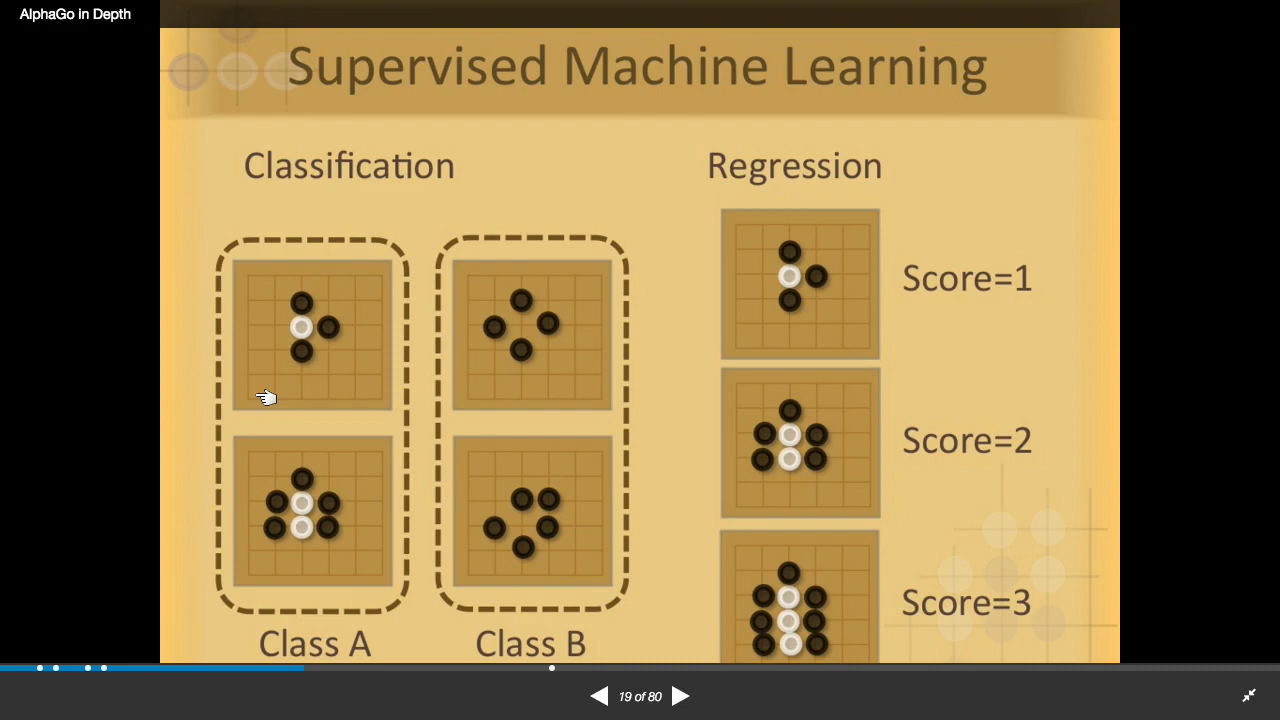 AlphaGo in Depth
Supervised Machine Learning
Classification
Regression
Score=1
Score=2
Score=3
Class A
Class B
19 of 80